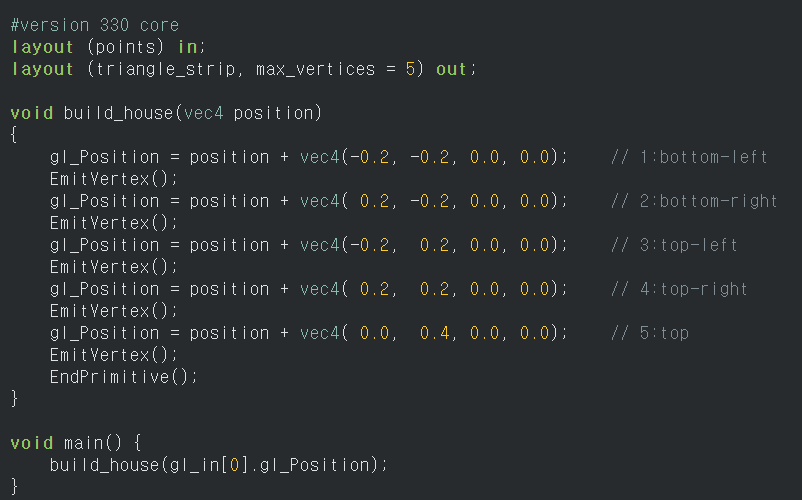 #version 330 core
layout (points) in;
layout (triangle_strip, max_vertices = 5) out;
void build_house(vec4 position)
{
    gl_Position = position + vec4(-0.2, -0.2, 0.0, 0.0);    // 1:bottom-left
    EmitVertex();
    gl_Position = position + vec4( 0.2, -0.2, 0.0, 0.0);    // 2:bottom-right
    EmitVertex();
    gl_Position = position + vec4(-0.2,  0.2, 0.0, 0.0);    // 3:top-left
    EmitVertex();
    gl_Position = position + vec4( 0.2,  0.2, 0.0, 0.0);    // 4:top-right
    EmitVertex();
    gl_Position = position + vec4( 0.0,  0.4, 0.0, 0.0);    // 5:top
    EmitVertex();
    EndPrimitive();
}
void main() {
    build_house(gl_in[0].gl_Position);
}